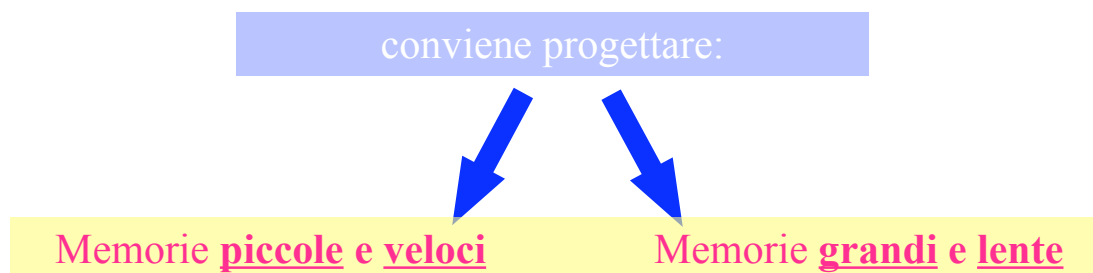 conviene progettare:
Memorie piccole e veloci Memorie grandi e lente